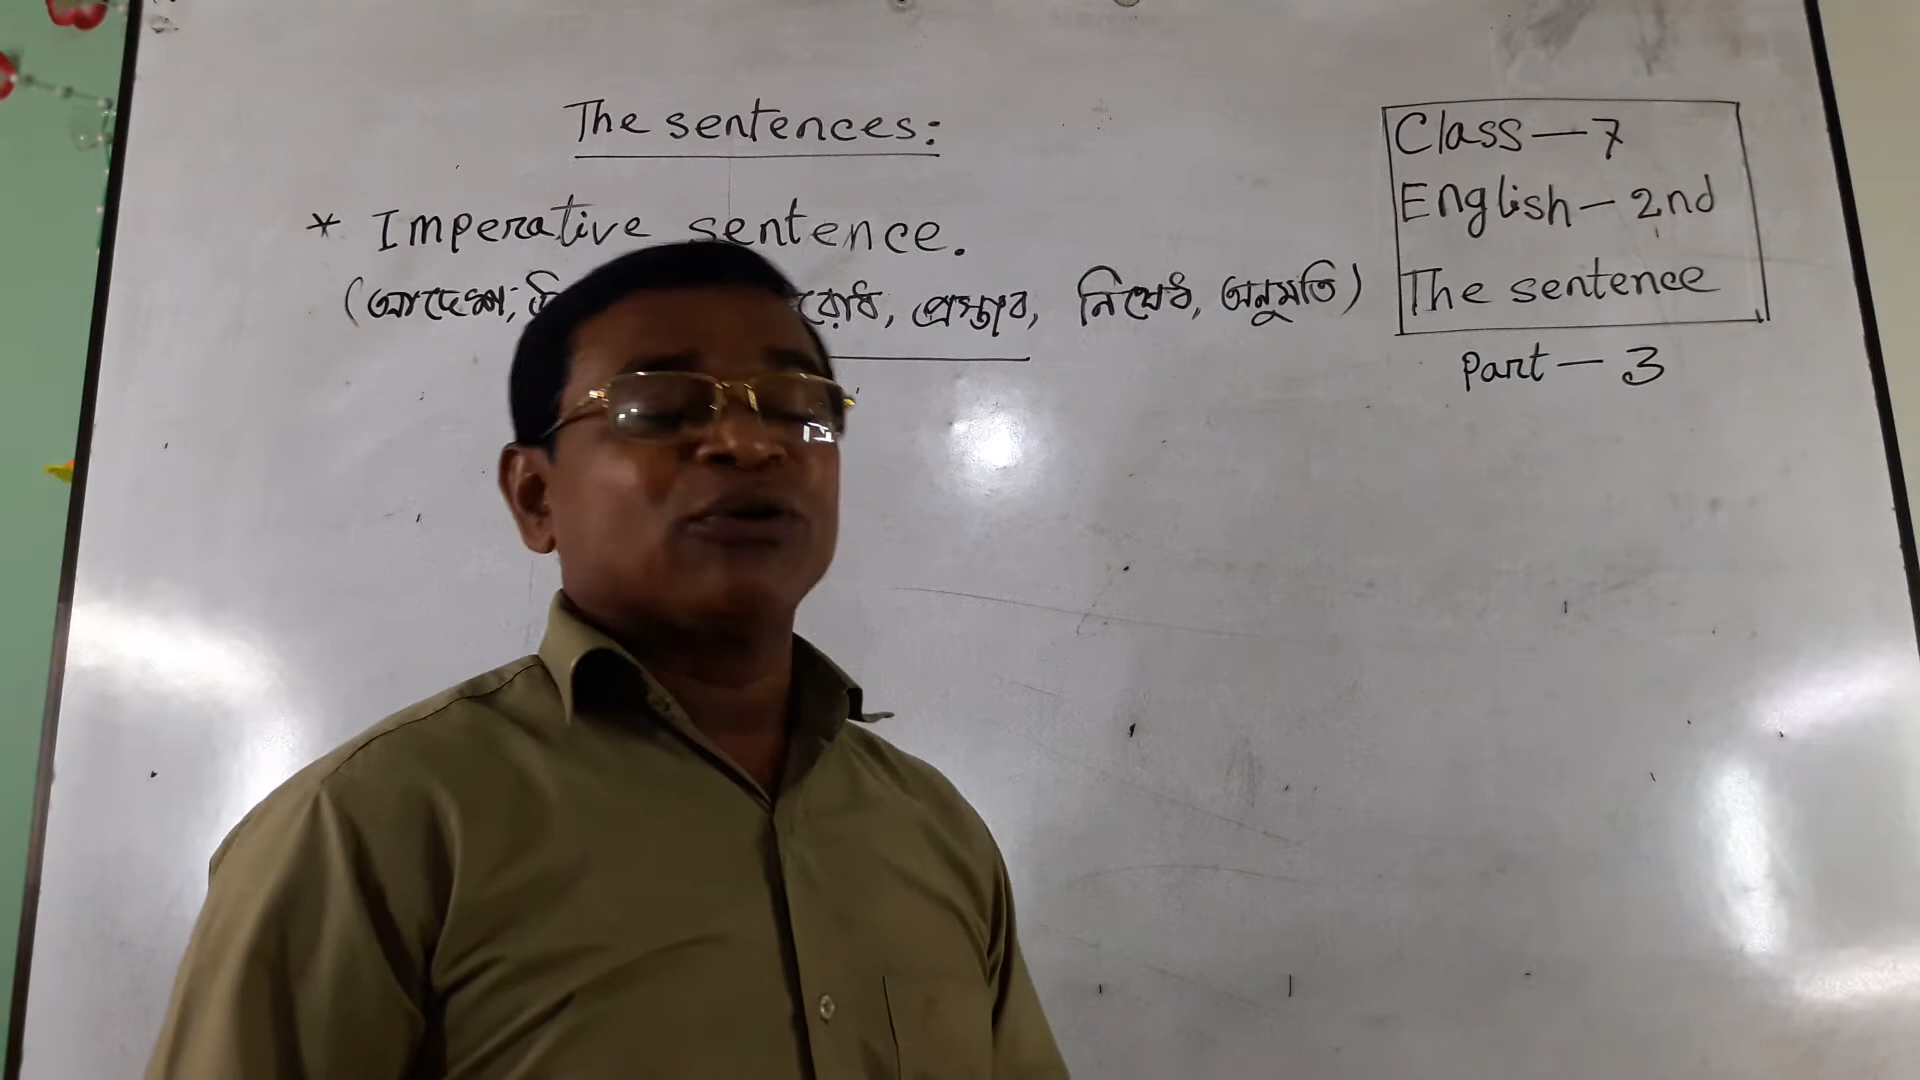 The sentences:
* Imperative sentence.
(আদেশ, প্রস্তাব, নিষেধ, অনুমতি)
Class - 7
English - 2nd
The sentence
Part - 3